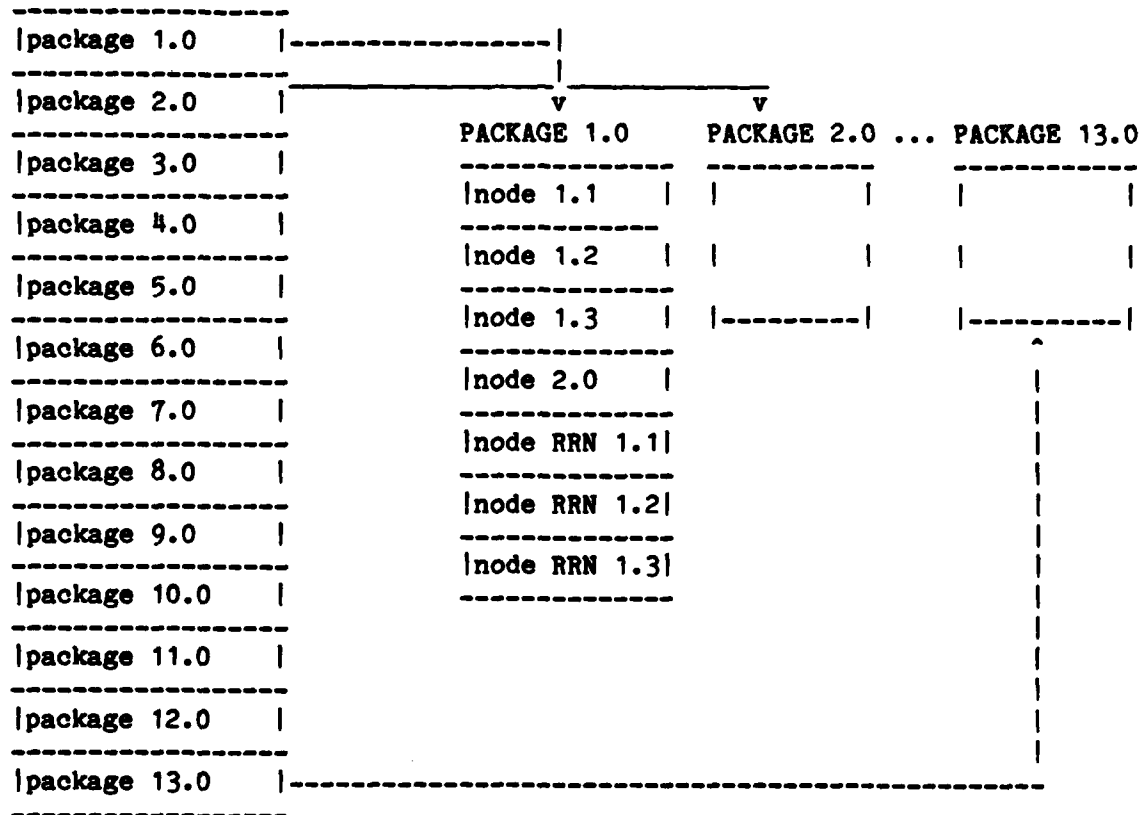 package 1.0
package 2.0
package 3.0
package 4.0
package 5.0
package 6.0
package 7.0
package 8.0
package 9.0
package 10.0
package 11.0
package 12.0
package 13.0
v v
PACKAGE 1.0 PACKAGE 2.0 ... PACKAGE 13.0
node 1.1
node 1.2
node 1.3
node 2.0
node RRN 1.1
node RRN 1.2
node RRN 1.3